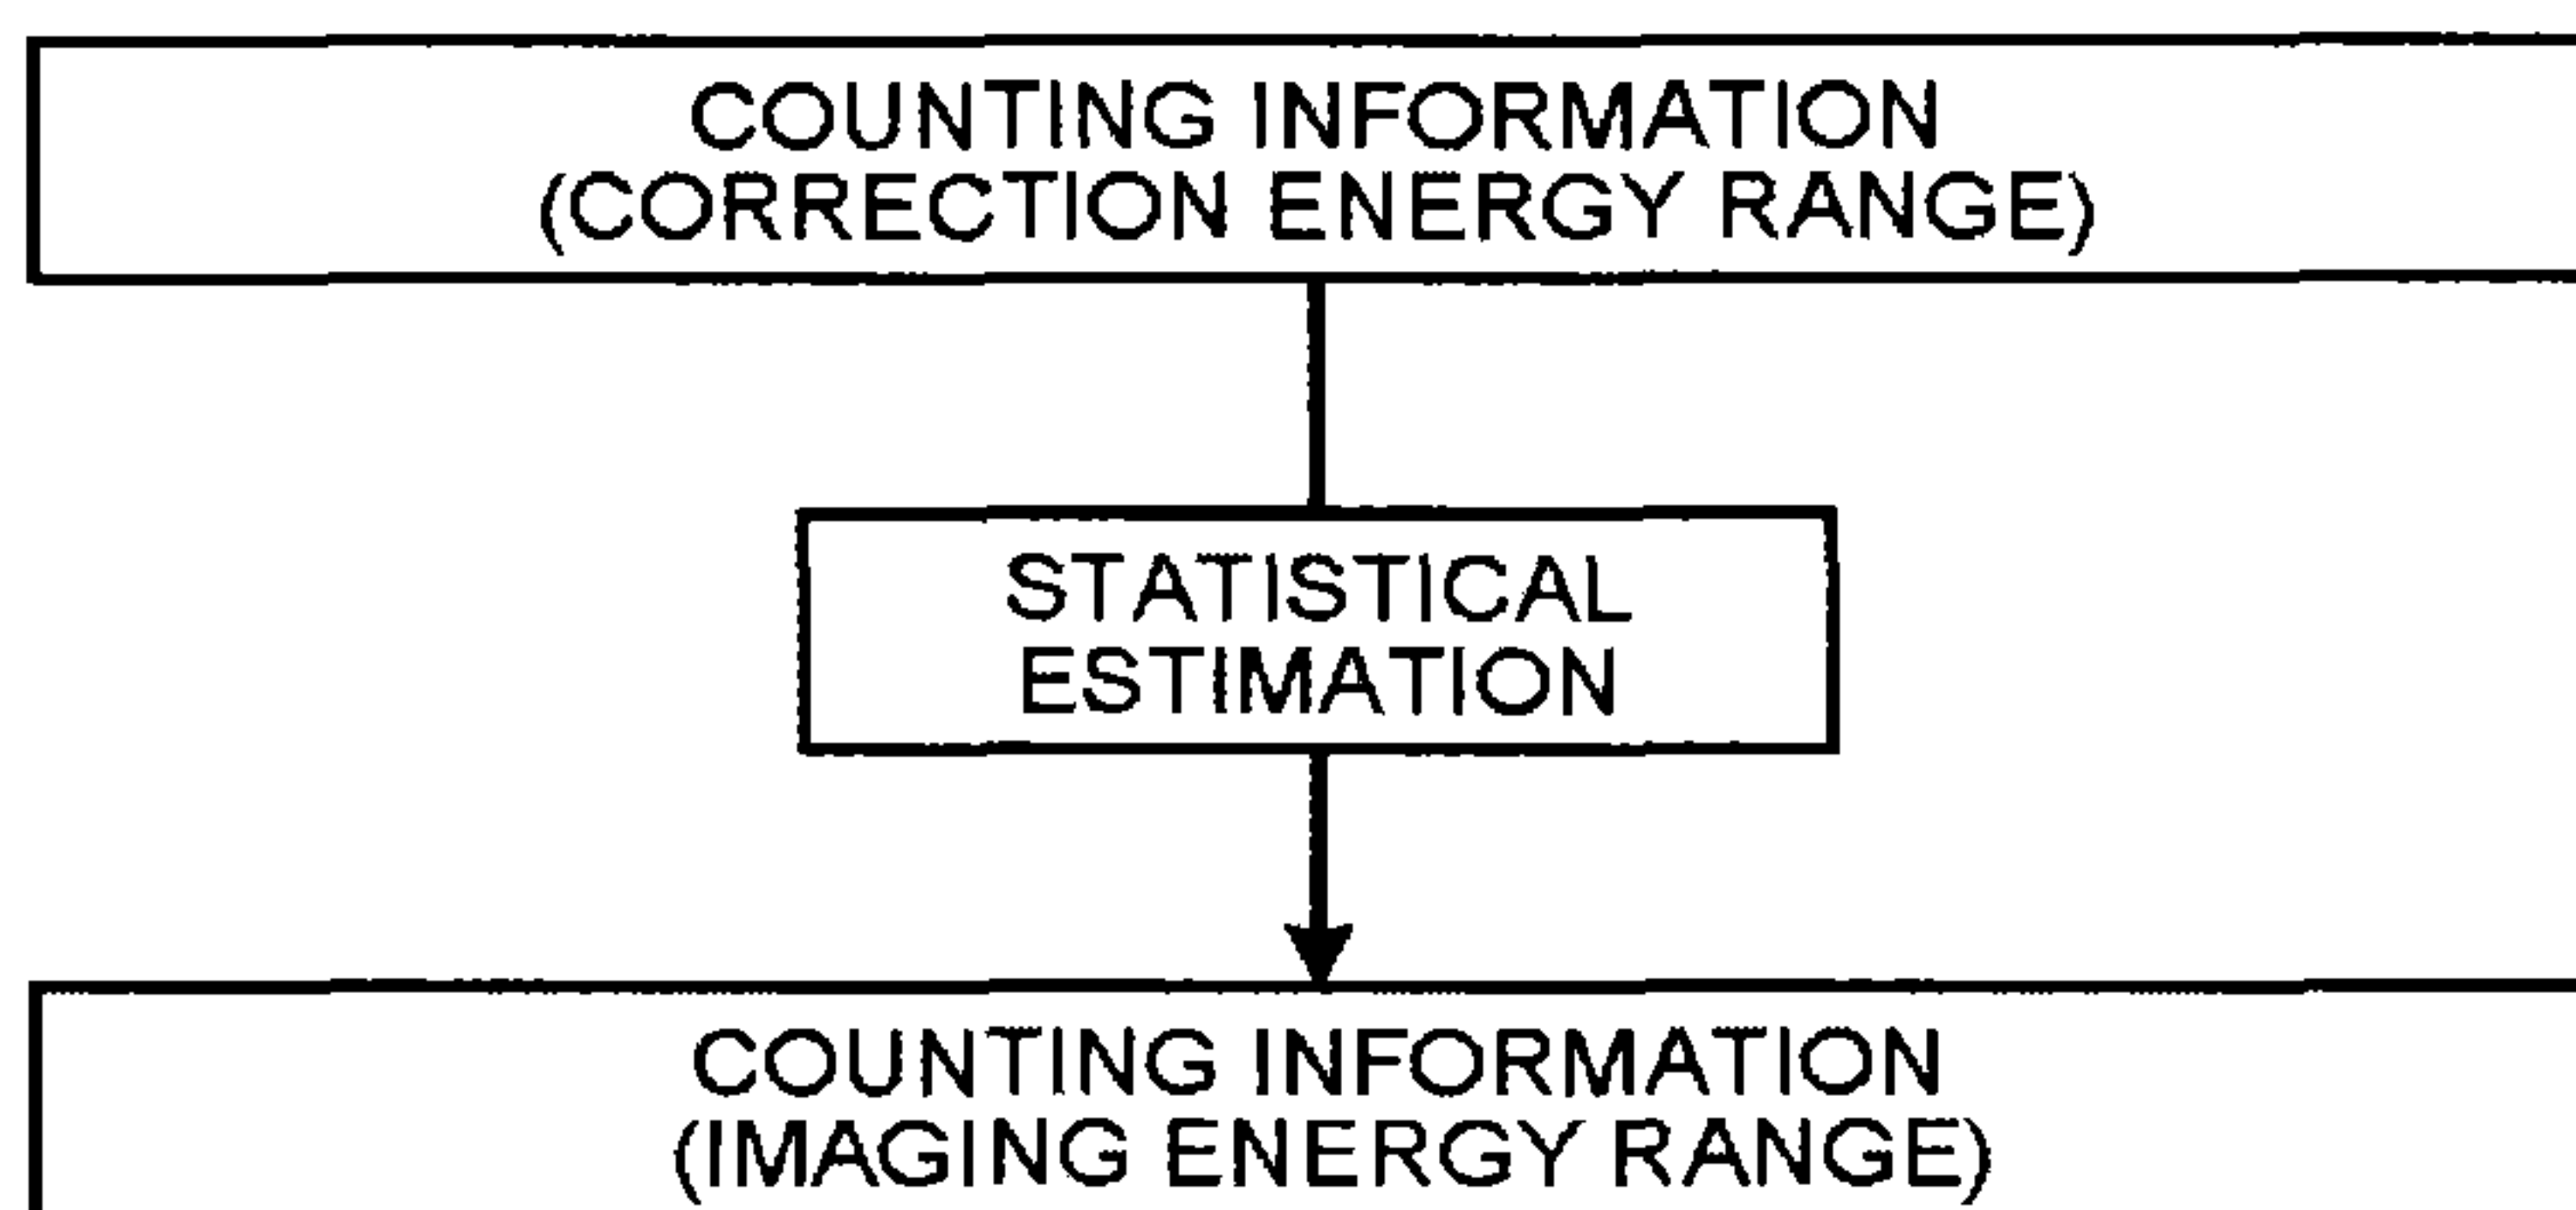 COUNTING INFORMATION
(CORRECTION ENERGY RANGE)
STATISTICAL
ESTIMATION
COUNTING INFORMATION
(IMAGING ENERGY RANGE)